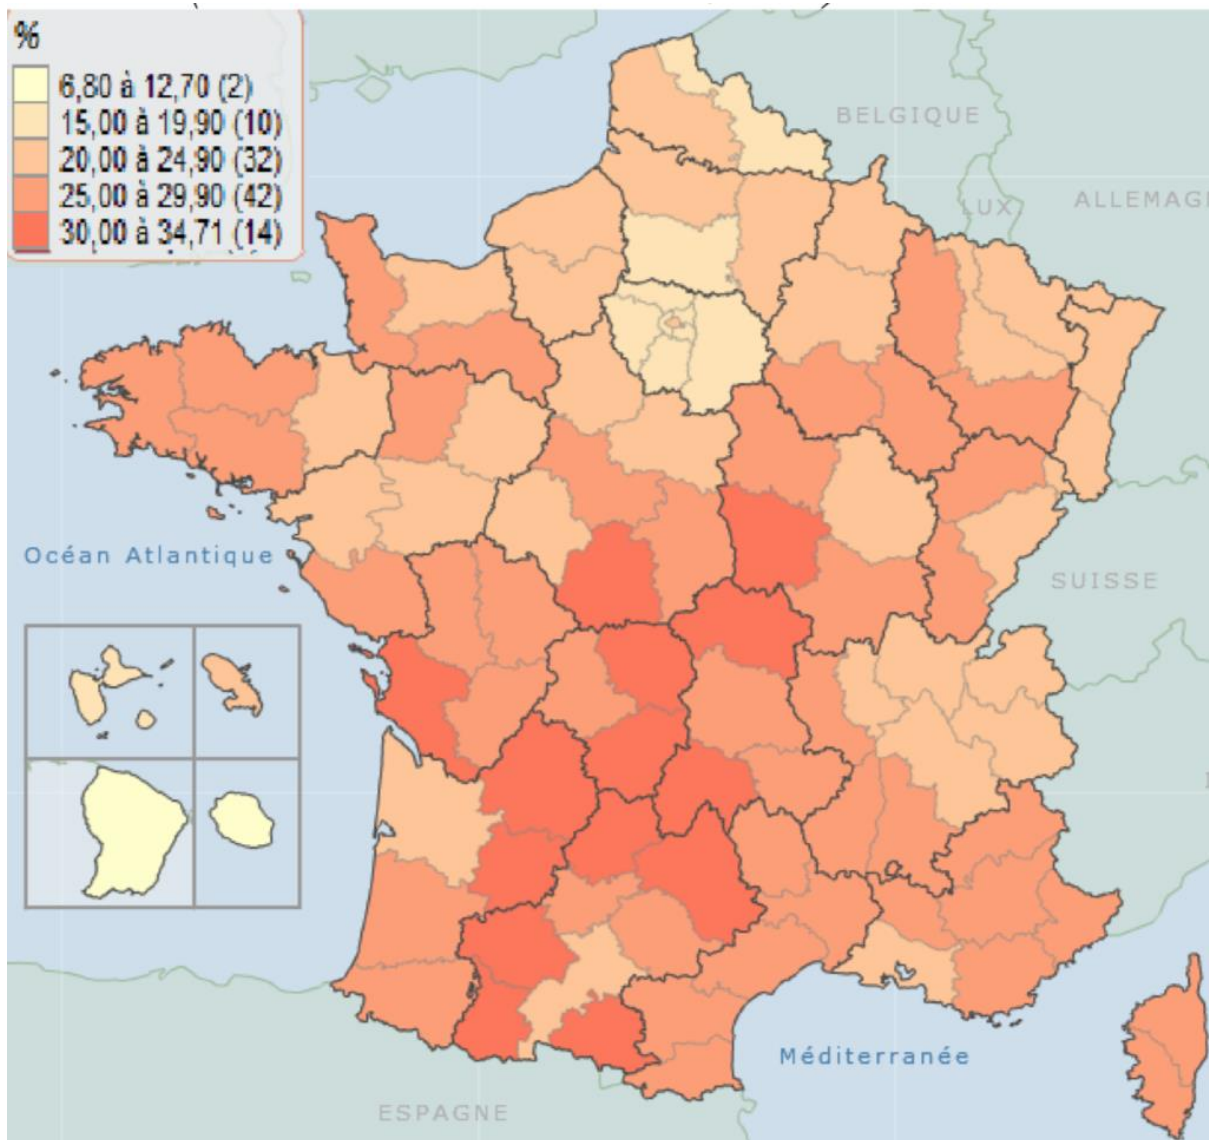 %
6,80 à 12,70 (2)
15,00 à 19,90 (10)
20,00 à 24,90 (32)
25,00 à 29,90 (42)
30,00 à 34,71 (14)
BELGIQUE
LUX
ALLEMAG
Océan Atlantique
SUISSE
Méditerranée
ESPAGNE